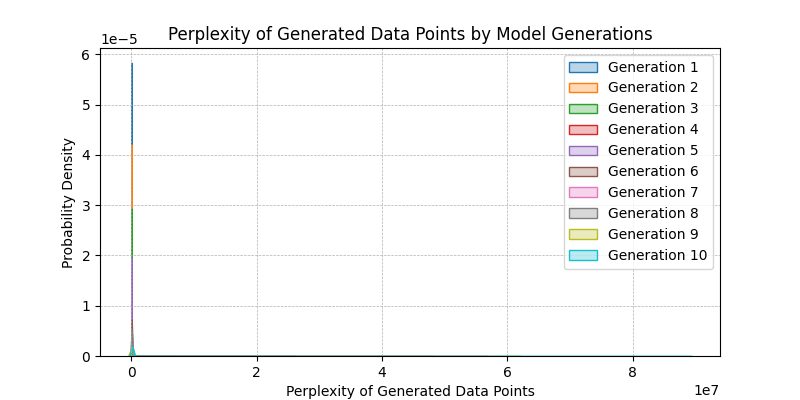 Perplexity of Generated Data Points by Model Generations
1e−5
6
5
4
3
2
1
0
Probability Density
Generation 1
Generation 2
Generation 3
Generation 4
Generation 5
Generation 6
Generation 7
Generation 8
Generation 9
Generation 10
0 2 4 6 8
1e7
Perplexity of Generated Data Points